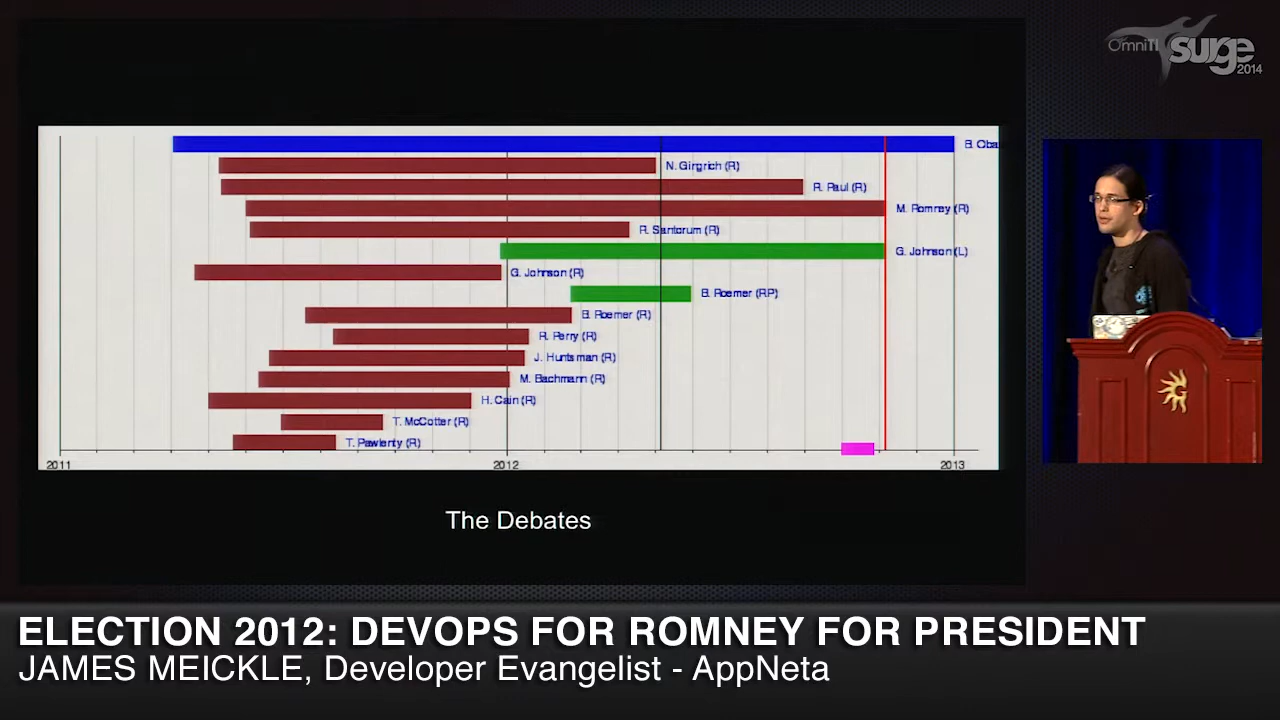 OmniTI
surge
2014
B. Oba
N. Gingrich (R)
R. Paul (R)
M. Romney (R)
R. Santorum (R)
G. Johnson (L)
G. Johnson (R)
B. Roemer (RP)
B. Roemer (R)
R. Perry (R)
J. Huntsman (R)
M. Bachmann (R)
H. Cain (R)
T. McCotter (R)
T. Pawlenty (R)
2011 2012 2013
The Debates
ELECTION 2012: DEVOPS FOR ROMNEY FOR PRESIDENT
JAMES MEICKLE, Developer Evangelist - AppNeta